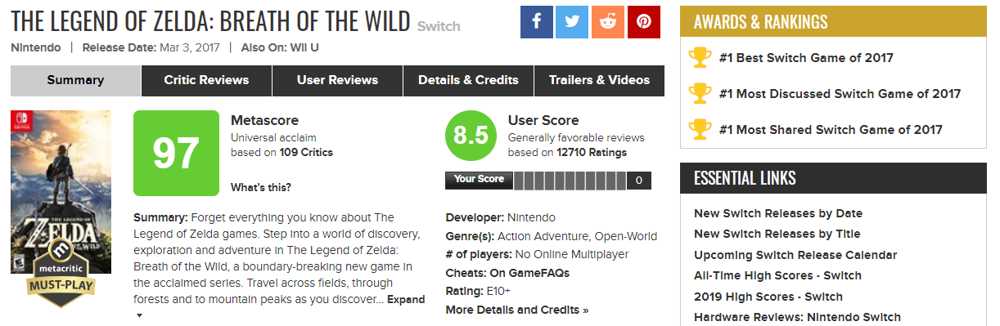 THE LEGEND OF ZELDA: BREATH OF THE WILD Switch
Nintendo | Release Date: Mar 3, 2017 | Also On: WII U
Summary
Critic Reviews
User Reviews
Details & Credits
Trailers & Videos
THE LEGEND OF
ZELDA
metacritic
MUST-PLAY
97
Metascore
Universal acclaim
based on 109 Critics
What's this?
Summary: Forget everything you know about The
Legend of Zelda games. Step into a world of discovery,
exploration and adventure in The Legend of Zelda:
Breath of the Wild, a boundary-breaking new game in
the acclaimed series. Travel across fields, through
forests and to mountain peaks as you discover... Expand
8.5
User Score
Generally favorable reviews
based on 12710 Ratings
Your Score
0
Developer: Nintendo
Genre(s): Action Adventure, Open-World
# of players: No Online Multiplayer
Cheats: On GameFAQs
Rating: E10+
More Details and Credits »
AWARDS & RANKINGS
#1 Best Switch Game of 2017
#1 Most Discussed Switch Game of 2017
#1 Most Shared Switch Game of 2017
ESSENTIAL LINKS
New Switch Releases by Date
New Switch Releases by Title
Upcoming Switch Release Calendar
All-Time High Scores - Switch
2019 High Scores - Switch
Hardware Reviews: Nintendo Switch